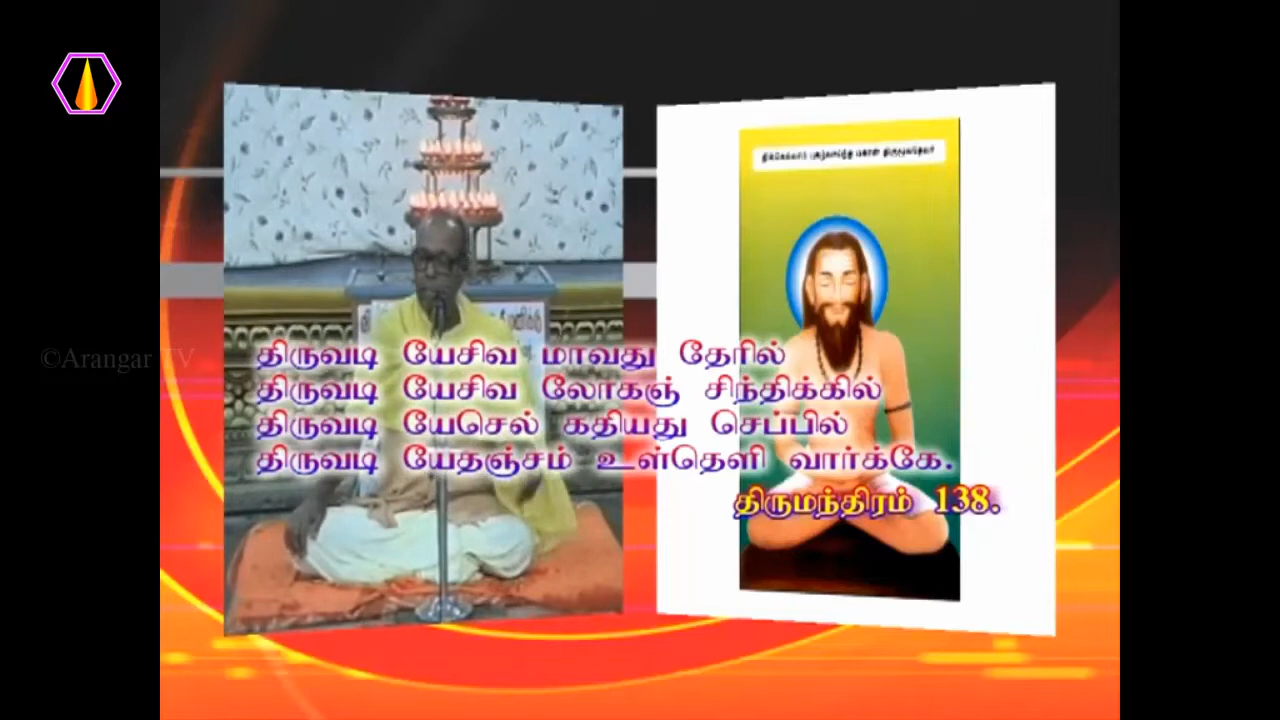 திருவடி யேசிவ மாவது தேரில்
திருவடி யேசிவ லோகஞ் சிந்திக்கில்
திருவடி யேசெல் கதியது செப்பில்
திருவடி யேதஞ்சம் உள்தெளி வார்க்கே.
திருமந்திரம் 138.
©Arangar TV